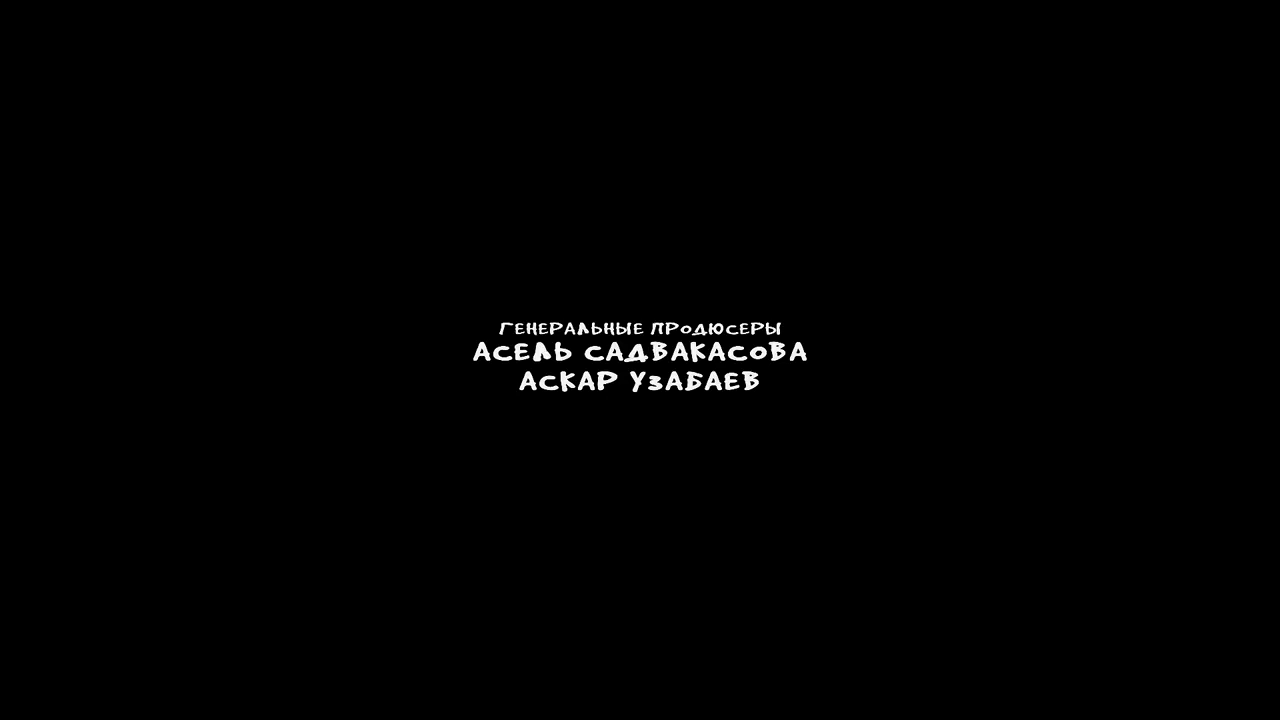 ГЕНЕРАЛЬНЫЕ ПРОДЮСЕРЫ
АСЕЛЬ САДВАКАСОВА
АСКАР УЗАБАЕВ